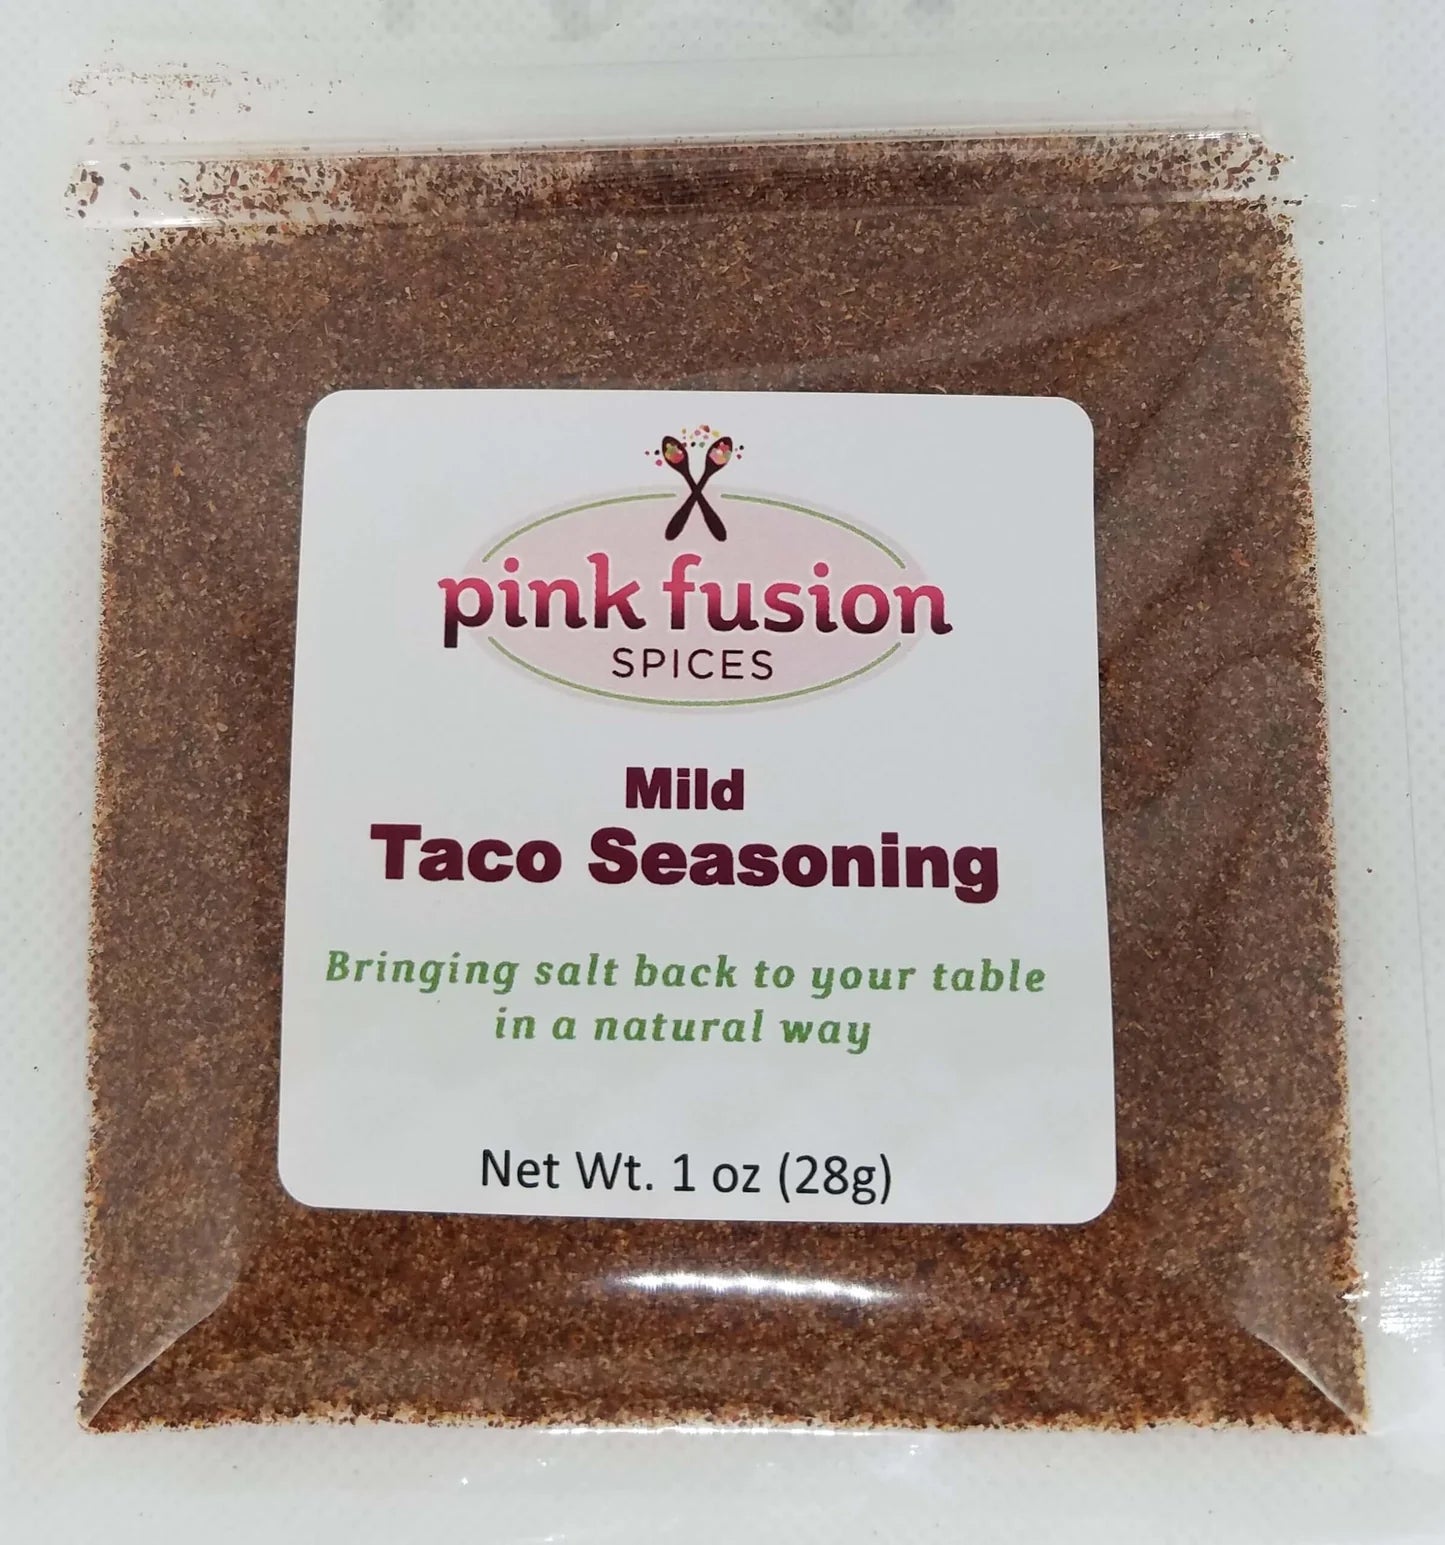 pink fusion
SPICES
Mild
Taco Seasoning
Bringing salt back to your table
in a natural way
Net Wt. 1 oz (28g)